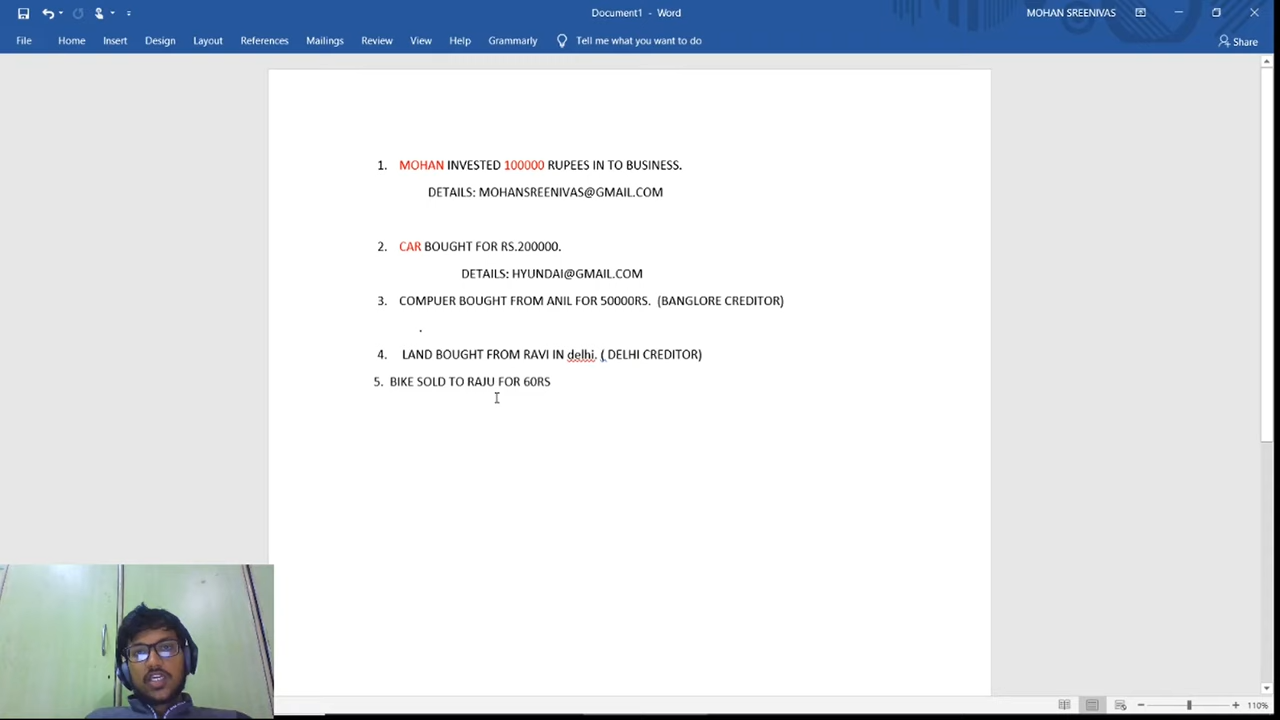 Document1 - Word
MOHAN SREENIVAS
File Home Insert Design Layout References Mailings Review View Help Grammarly Tell me what you want to do Share
1. MOHAN INVESTED 100000 RUPEES IN TO BUSINESS.
DETAILS: MOHANSREENIVAS@GMAIL.COM
2. CAR BOUGHT FOR RS.200000.
DETAILS: HYUNDAI@GMAIL.COM
3. COMPUER BOUGHT FROM ANIL FOR 50000RS. (BANGLORE CREDITOR)
.
4. LAND BOUGHT FROM RAVI IN delhi. ( DELHI CREDITOR)
5. BIKE SOLD TO RAJU FOR 60RS
110%